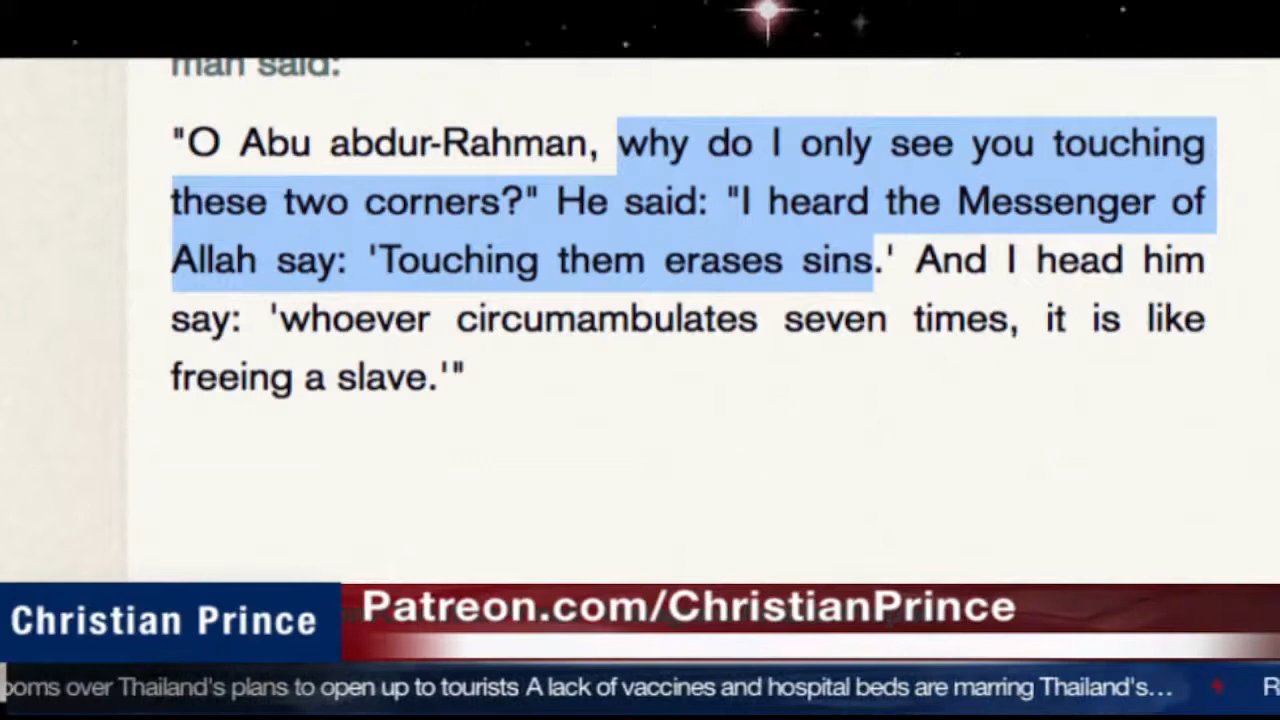 man said:
"O Abu abdur-Rahman, why do I only see you touching
these two corners?" He said: "I heard the Messenger of
Allah say: 'Touching them erases sins.' And I head him
say: 'whoever circumambulates seven times, it is like
freeing a slave.'"
Christian Prince
Patreon.com/ChristianPrince
over Thailand's plans to open up to tourists A lack of vaccines and hospital beds are marring Thailand's…